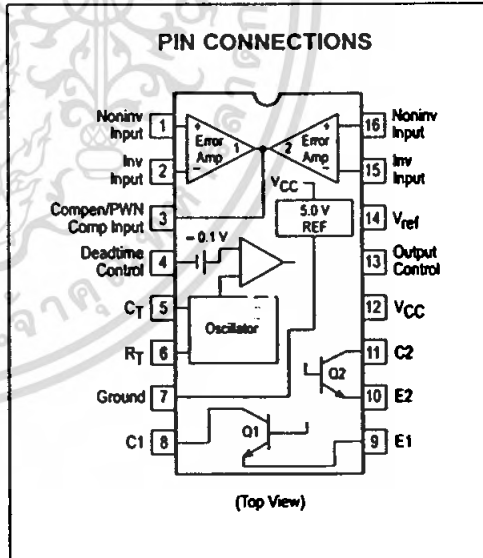 PIN CONNECTIONS
Noninv Input 1
Inv Input 2
Compen/PWN Comp Input 3
Deadtime Control 4
CT 5
RT 6
Ground 7
C1 8
+
Error Amp
1
–
+
2 Error Amp
–
VCC
5.0 V REF
≈ 0.1 V
Oscillator
Q2
Q1
16 Noninv Input
15 Inv Input
14 Vref
13 Output Control
12 VCC
11 C2
10 E2
9 E1
(Top View)